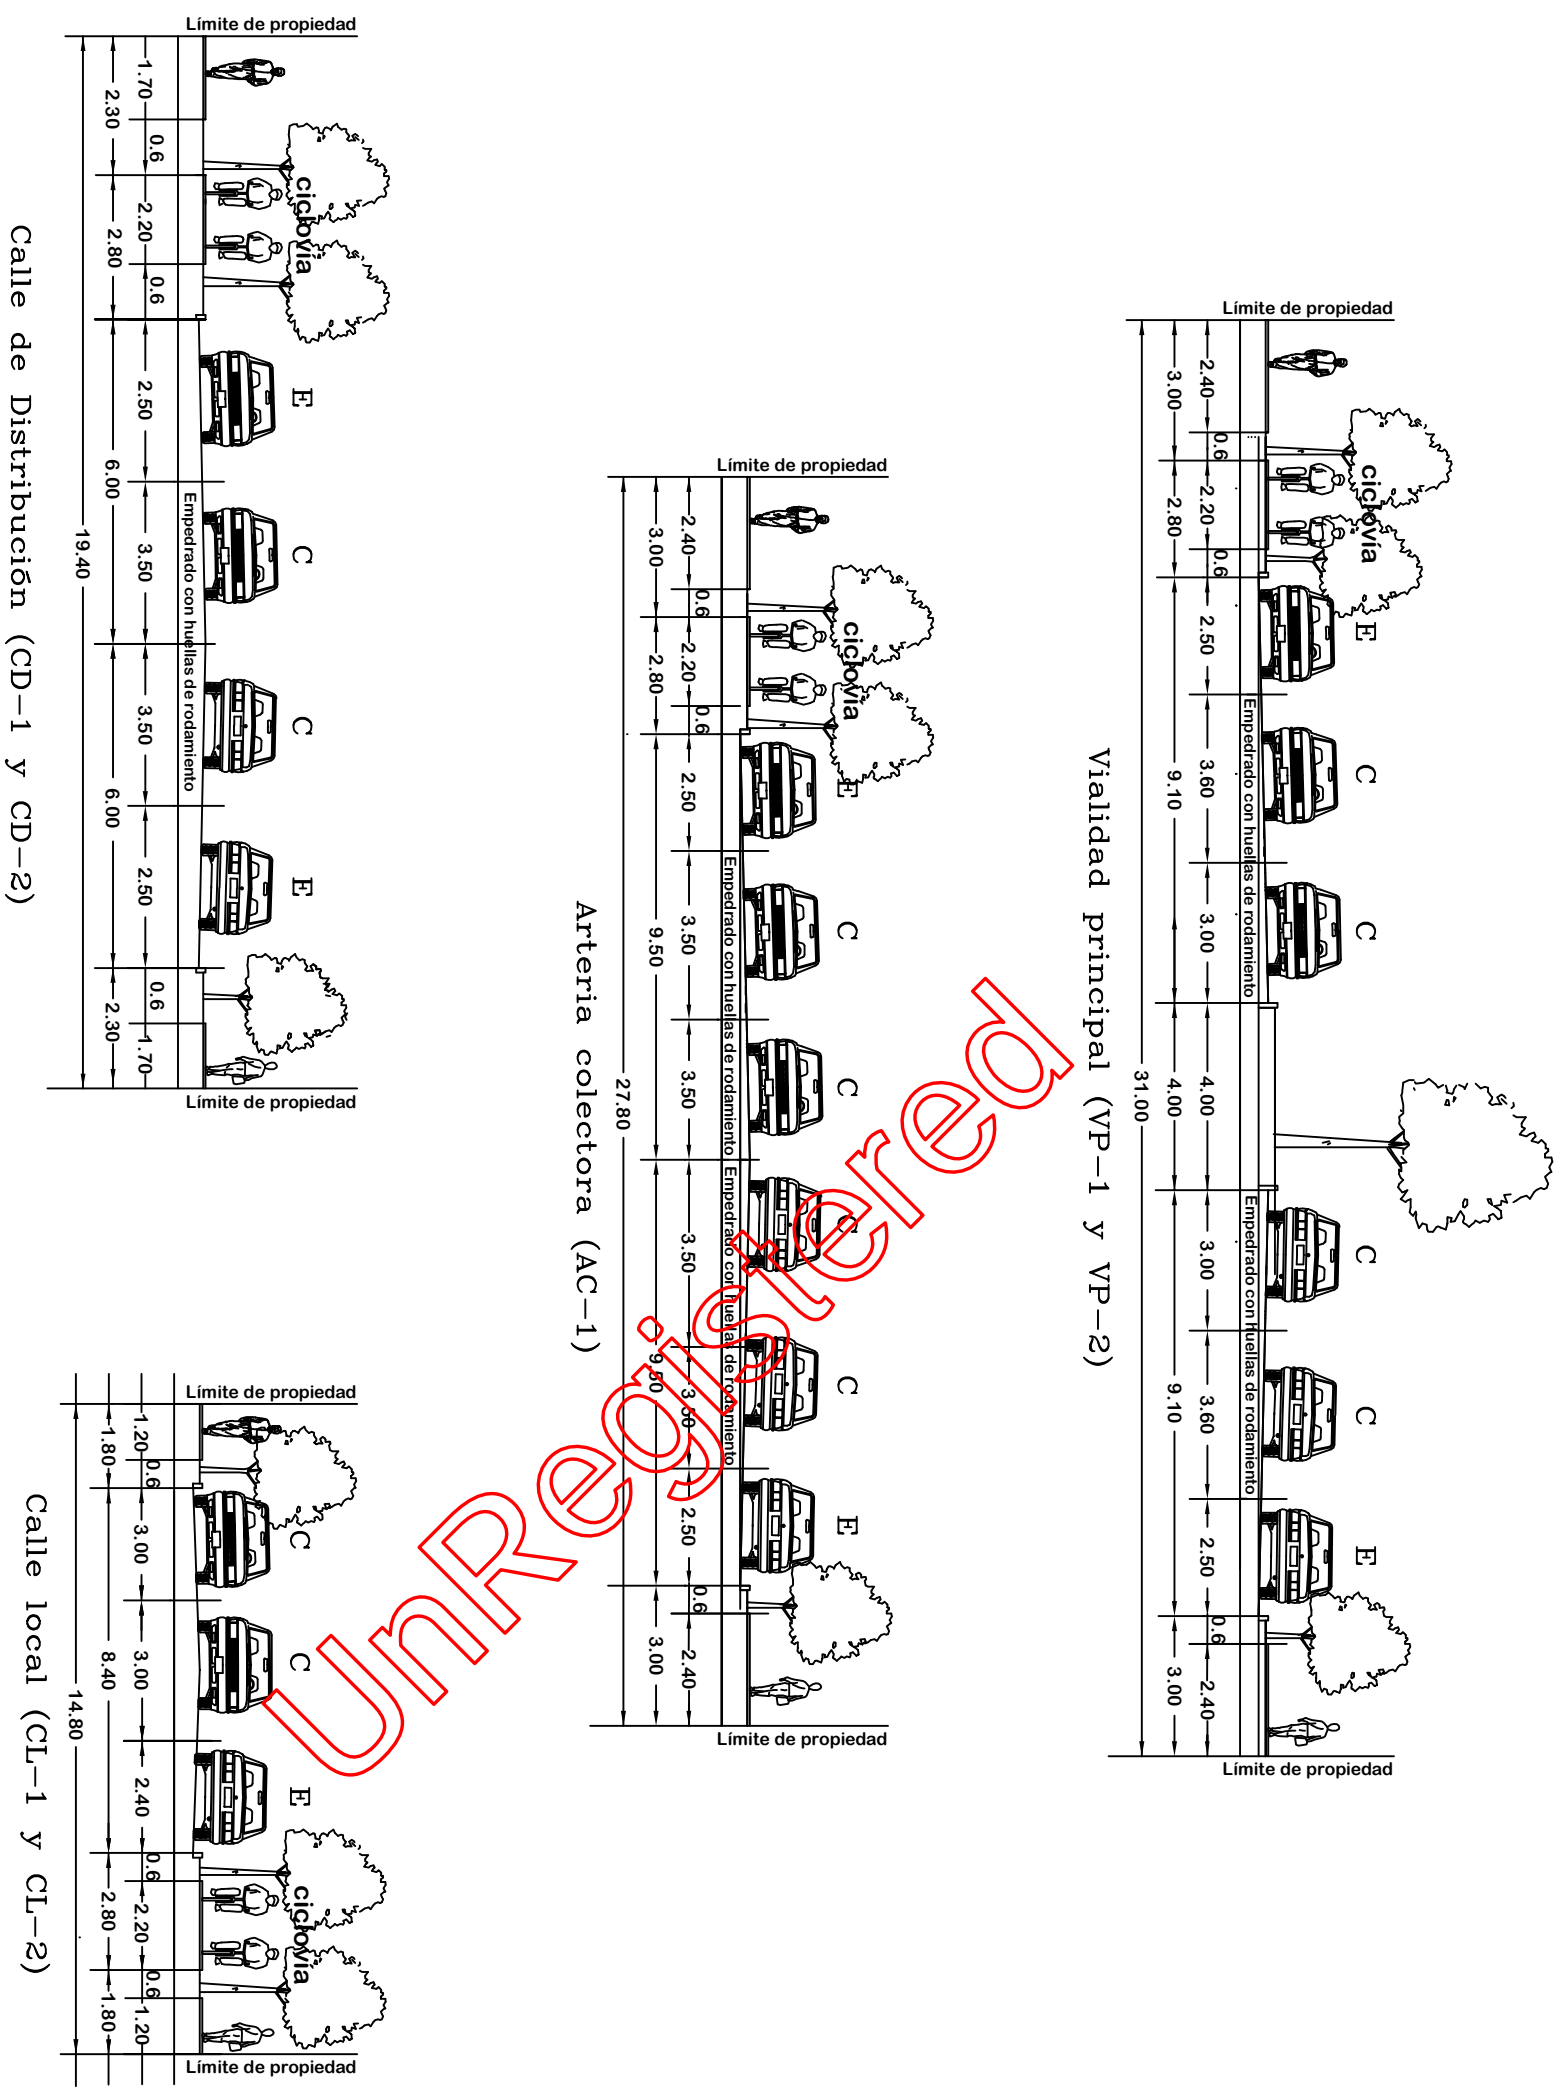 Límite de propiedad
ciclovía
E
C
C
C
C
E
2.40
0.6
2.20
0.6
2.50
3.60
3.00
4.00
3.00
3.60
2.50
0.6
2.40
3.00
2.80
9.10
4.00
9.10
3.00
31.00
Empedrado con huellas de rodamiento
Empedrado con huellas de rodamiento
Límite de propiedad
Vialidad principal (VP-1 y VP-2)
Límite de propiedad
ciclovía
E
C
C
C
C
E
Empedrado con huellas de rodamiento
Empedrado con huellas de rodamiento
2.40
0.6
2.20
0.6
2.50
3.50
3.50
3.50
3.50
2.50
0.6
2.40
3.00
2.80
9.50
9.50
3.00
27.80
Límite de propiedad
Arteria colectora (AC-1)
Límite de propiedad
ciclovía
E
C
C
E
Empedrado con huellas de rodamiento
1.70
0.6
2.20
0.6
2.50
3.50
3.50
2.50
0.6
1.70
2.30
2.80
6.00
6.00
2.30
19.40
Límite de propiedad
Calle de Distribución (CD-1 y CD-2)
Límite de propiedad
C
C
E
ciclovía
1.20
0.6
3.00
3.00
2.40
0.6
2.20
0.6
1.20
1.80
8.40
2.80
1.80
14.80
Límite de propiedad
Calle local (CL-1 y CL-2)
UnRegistered